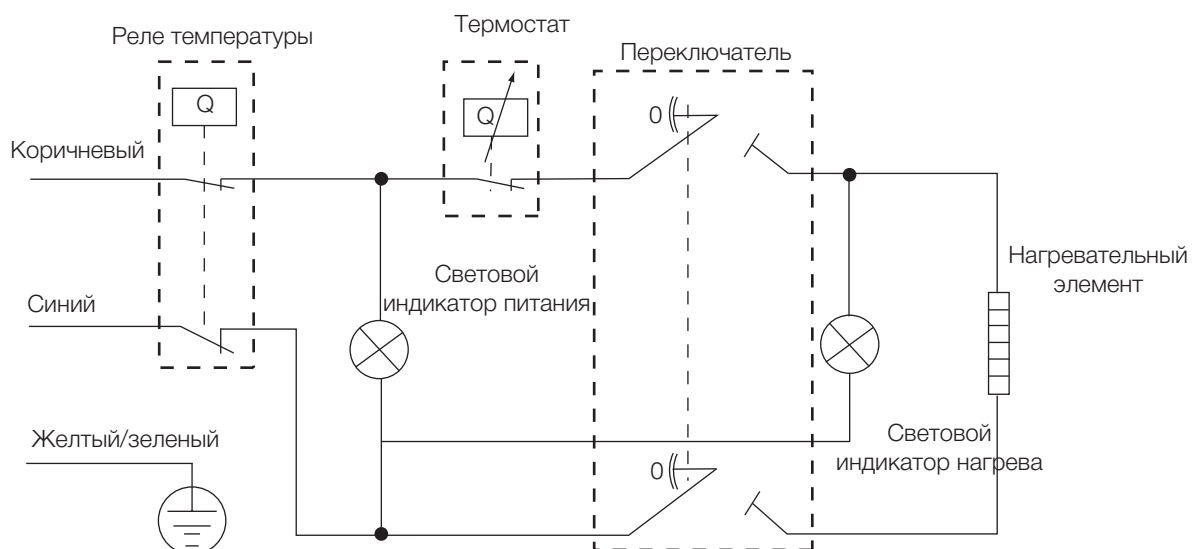 Реле температуры
Термостат
Переключатель
Q
Q
0
Коричневый
Световой
индикатор питания
Нагревательный
элемент
Синий
Желтый/зеленый
Световой
индикатор нагрева
0